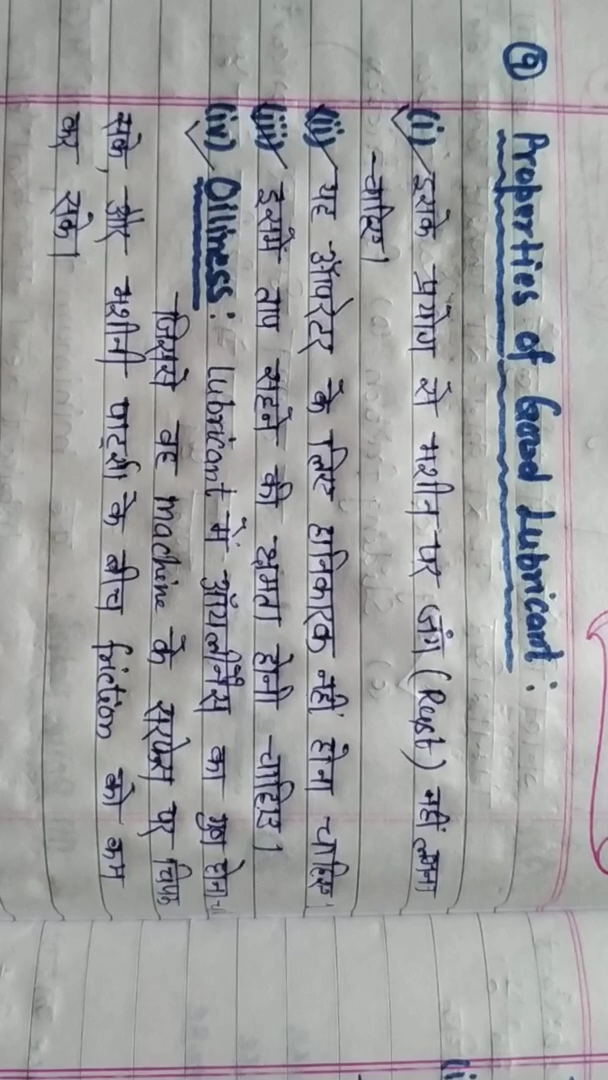 ⑨ Properties of Good Lubricant:
(i) इसके प्रयोग से मशीन पर जंग (Rust) नहीं लगना
चाहिए।
(ii) यह ऑपरेटर के लिए हानिकारक नहीं होना चाहिए
(iii) इसमें ताप सहने की क्षमता होनी चाहिए।
(iv) Oiliness: Lubricant में ऑयलीनैस का गुण होना
जिससे वह machine के सरफेस पर चिपक
सके, और मशीनी पार्ट्स के बीच friction को कम
कर सके।